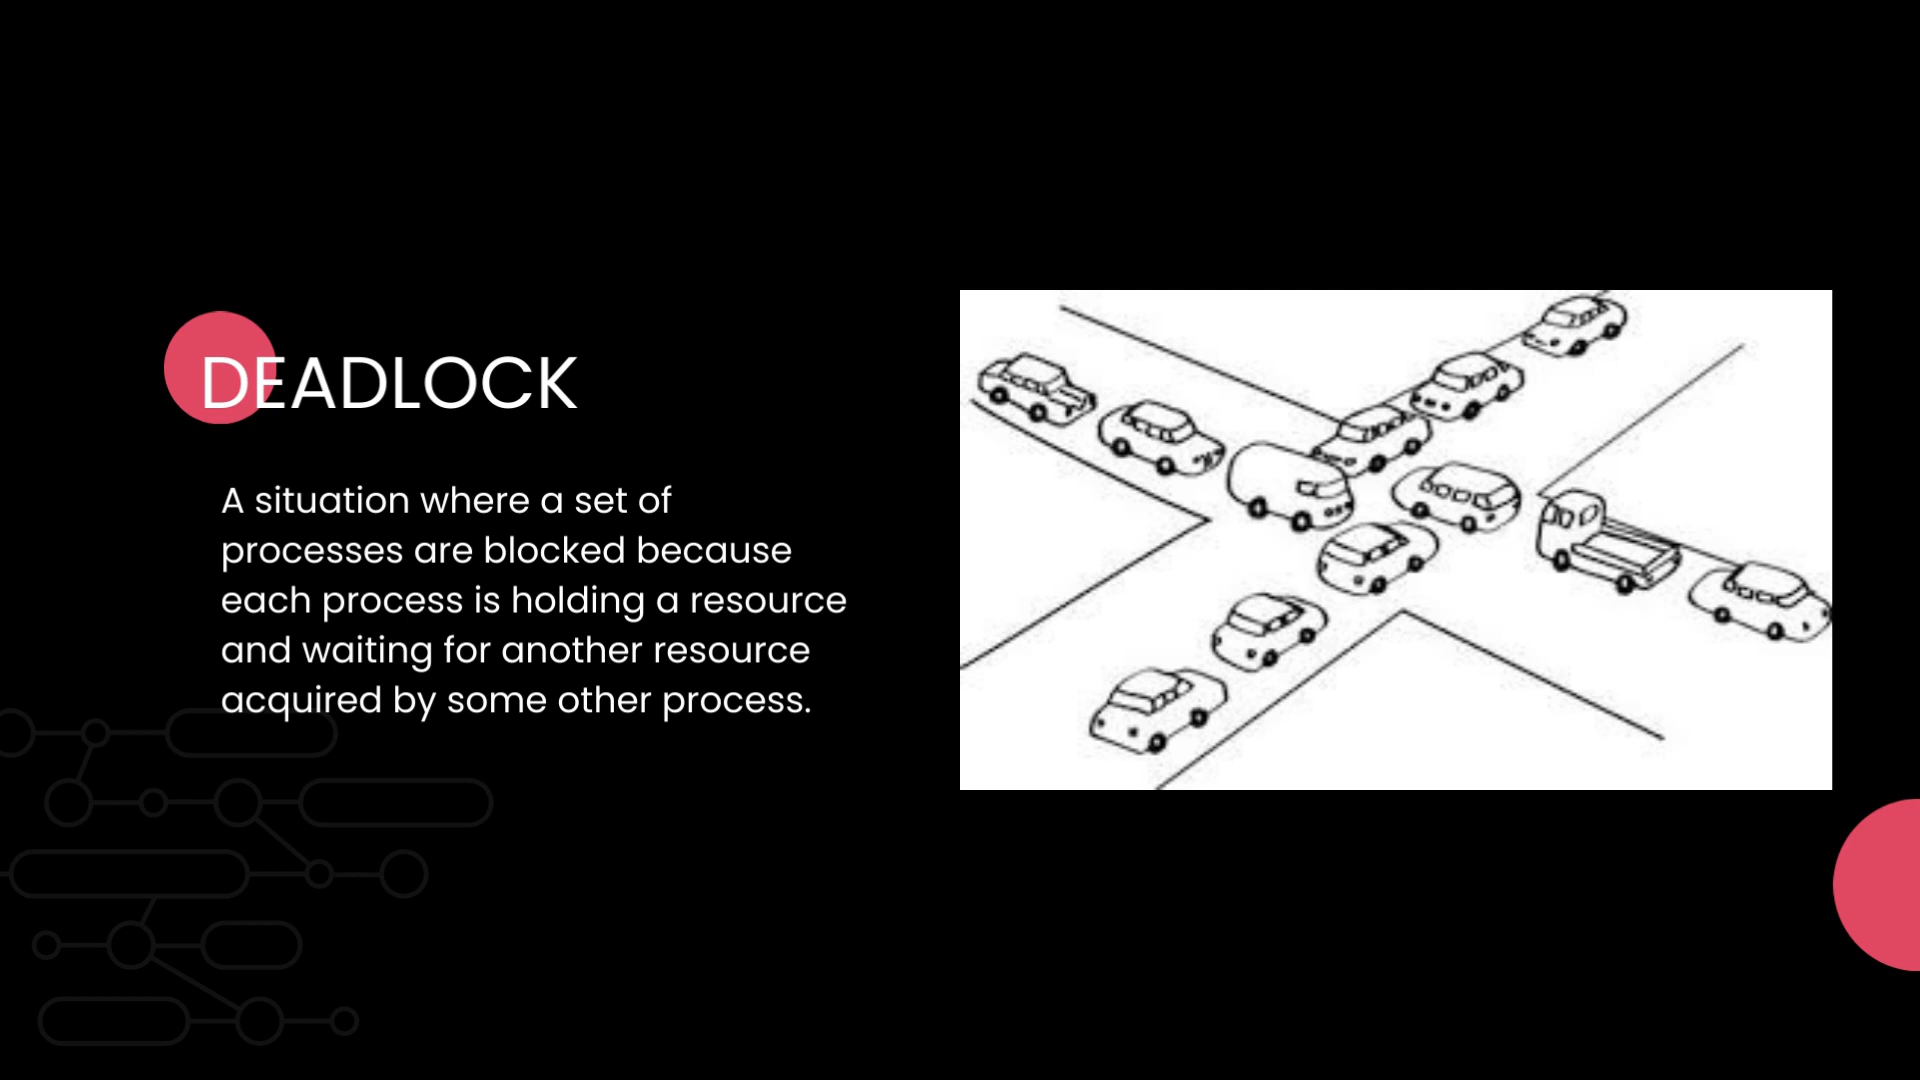 DEADLOCK
A situation where a set of
processes are blocked because
each process is holding a resource
and waiting for another resource
acquired by some other process.